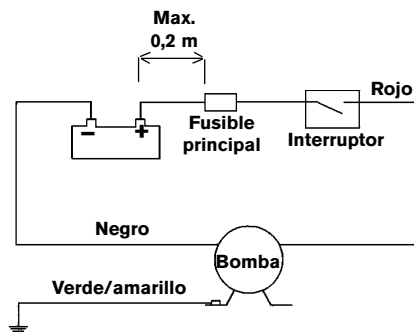 Max.
0,2 m
Rojo
- +
Fusible
principal
Interruptor
Negro
Bomba
Verde/amarillo